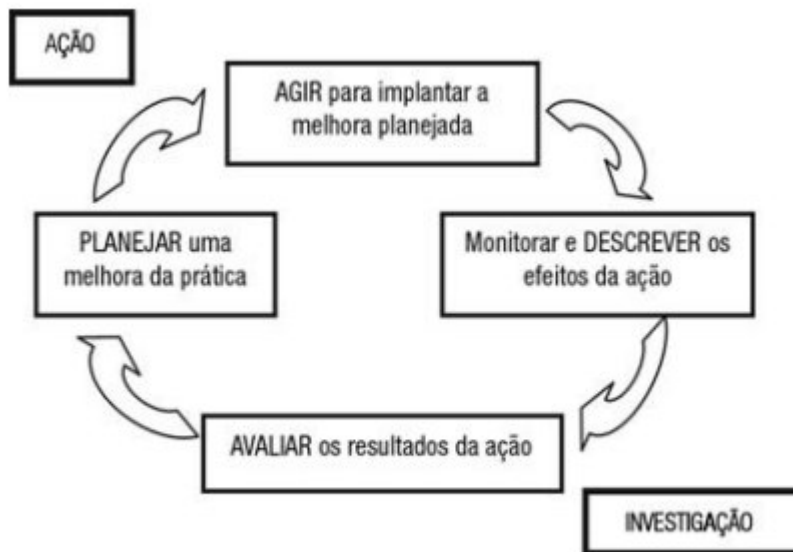 AÇÃO
AGIR para implantar a
melhora planejada
PLANEJAR uma
melhora da prática
Monitorar e DESCREVER os
efeitos da ação
AVALIAR os resultados da ação
INVESTIGAÇÃO